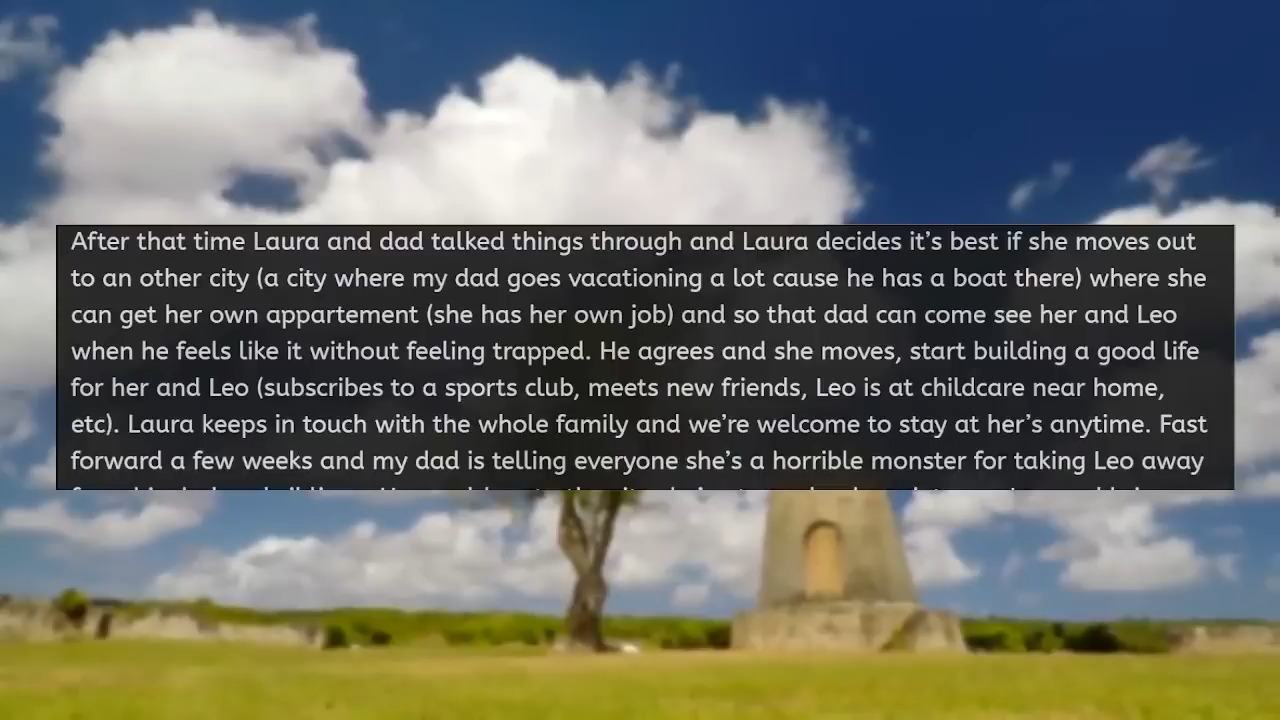 After that time Laura and dad talked things through and Laura decides it’s best if she moves out
to an other city (a city where my dad goes vacationing a lot cause he has a boat there) where she
can get her own appartement (she has her own job) and so that dad can come see her and Leo
when he feels like it without feeling trapped. He agrees and she moves, start building a good life
for her and Leo (subscribes to a sports club, meets new friends, Leo is at childcare near home,
etc). Laura keeps in touch with the whole family and we’re welcome to stay at her’s anytime. Fast
forward a few weeks and my dad is telling everyone she’s a horrible monster for taking Leo away